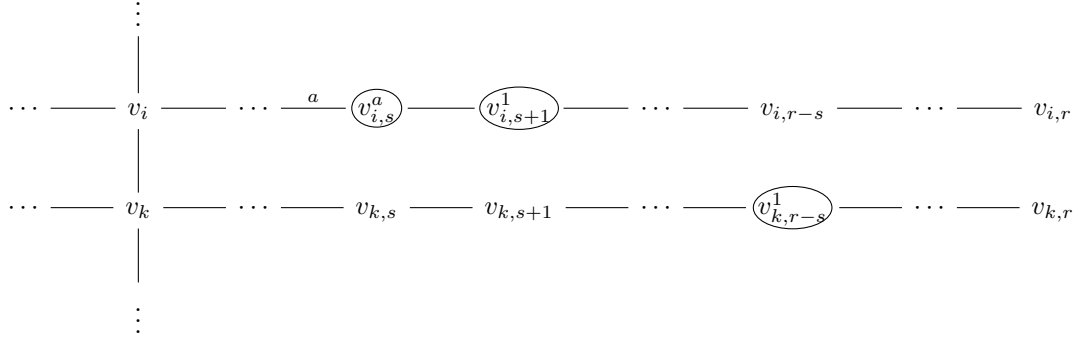 ⋮
⋯ v_i ⋯ a v_{i,s}^a v_{i,s+1}^1 ⋯ v_{i,r−s} ⋯ v_{i,r}
⋯ v_k ⋯ v_{k,s} v_{k,s+1} ⋯ v_{k,r−s}^1 ⋯ v_{k,r}
⋮